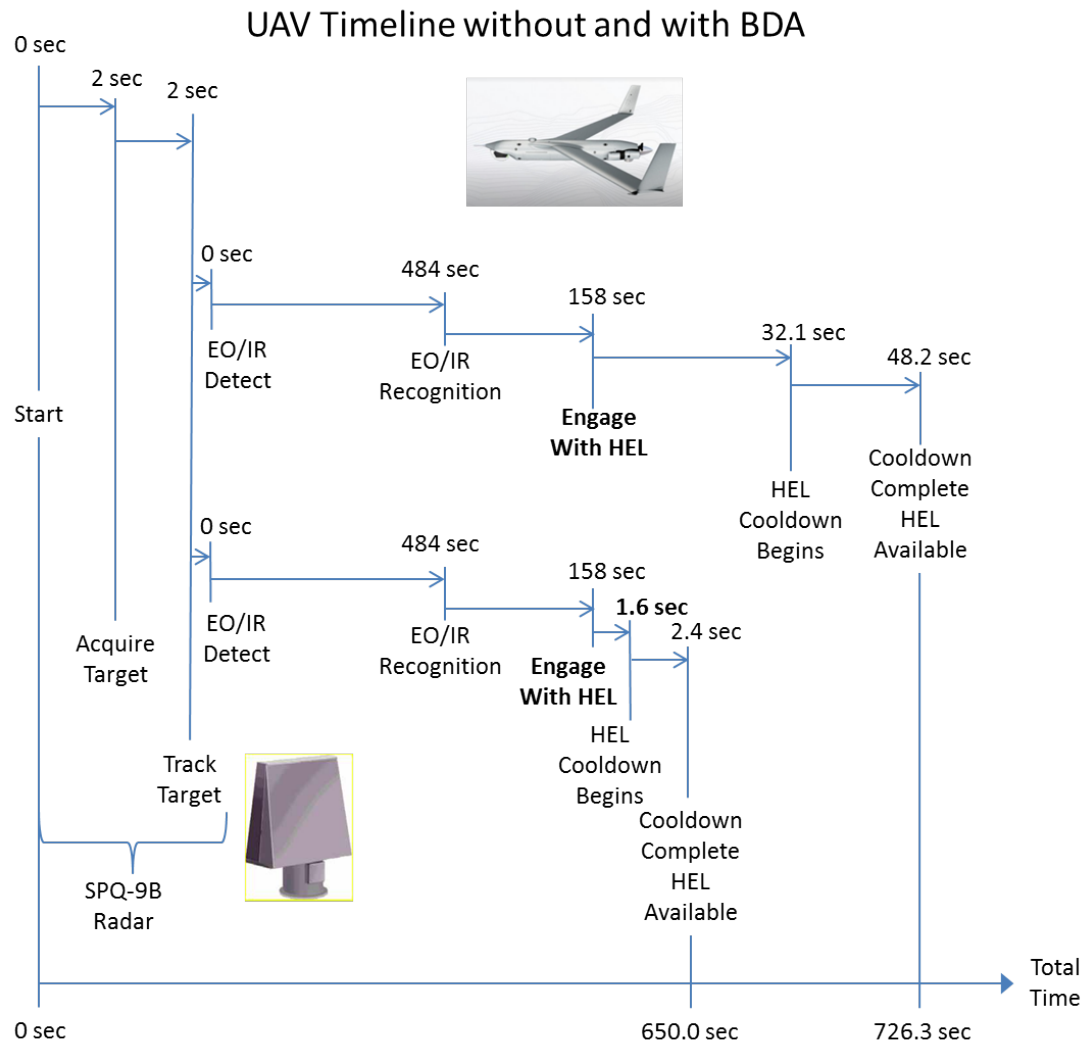 UAV Timeline without and with BDA
0 sec
2 sec
2 sec
0 sec
484 sec
158 sec
32.1 sec
48.2 sec
EO/IR
Detect
EO/IR
Recognition
Start
Engage
With HEL
Cooldown
Complete
HEL
Available
HEL
Cooldown
Begins
0 sec
484 sec
158 sec
1.6 sec
2.4 sec
EO/IR
Detect
EO/IR
Recognition
Acquire
Target
Engage
With HEL
HEL
Cooldown
Begins
Track
Target
Cooldown
Complete
HEL
Available
SPQ-9B
Radar
Total
Time
0 sec
650.0 sec
726.3 sec